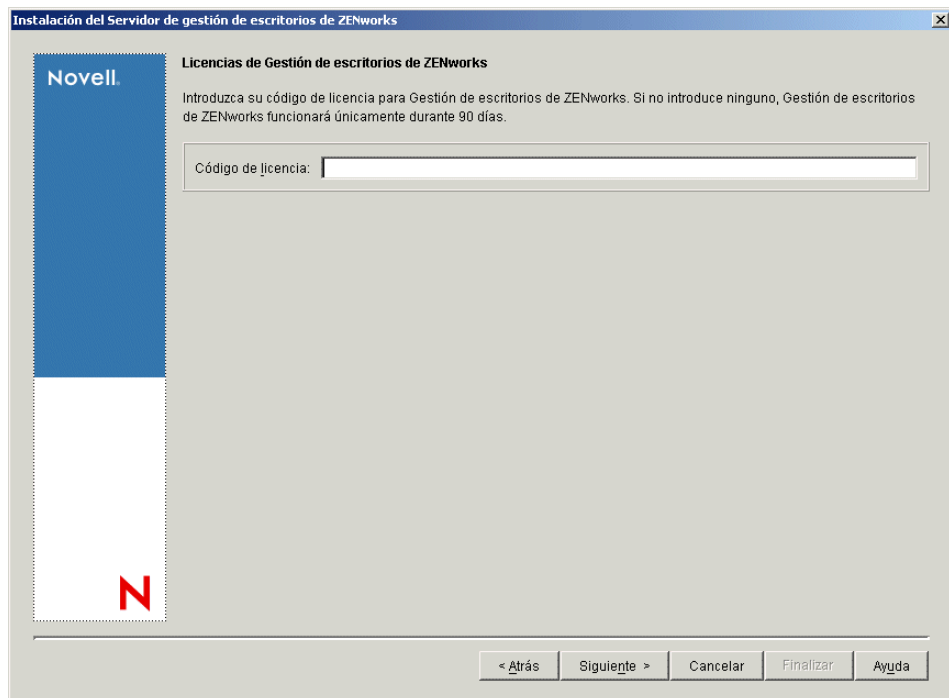 Instalación del Servidor de gestión de escritorios de ZENworks
Novell.
Licencias de Gestión de escritorios de ZENworks
Introduzca su código de licencia para Gestión de escritorios de ZENworks. Si no introduce ninguno, Gestión de escritorios
de ZENworks funcionará únicamente durante 90 días.
Código de licencia:
N
< Atrás
Siguiente >
Cancelar
Finalizar
Ayuda